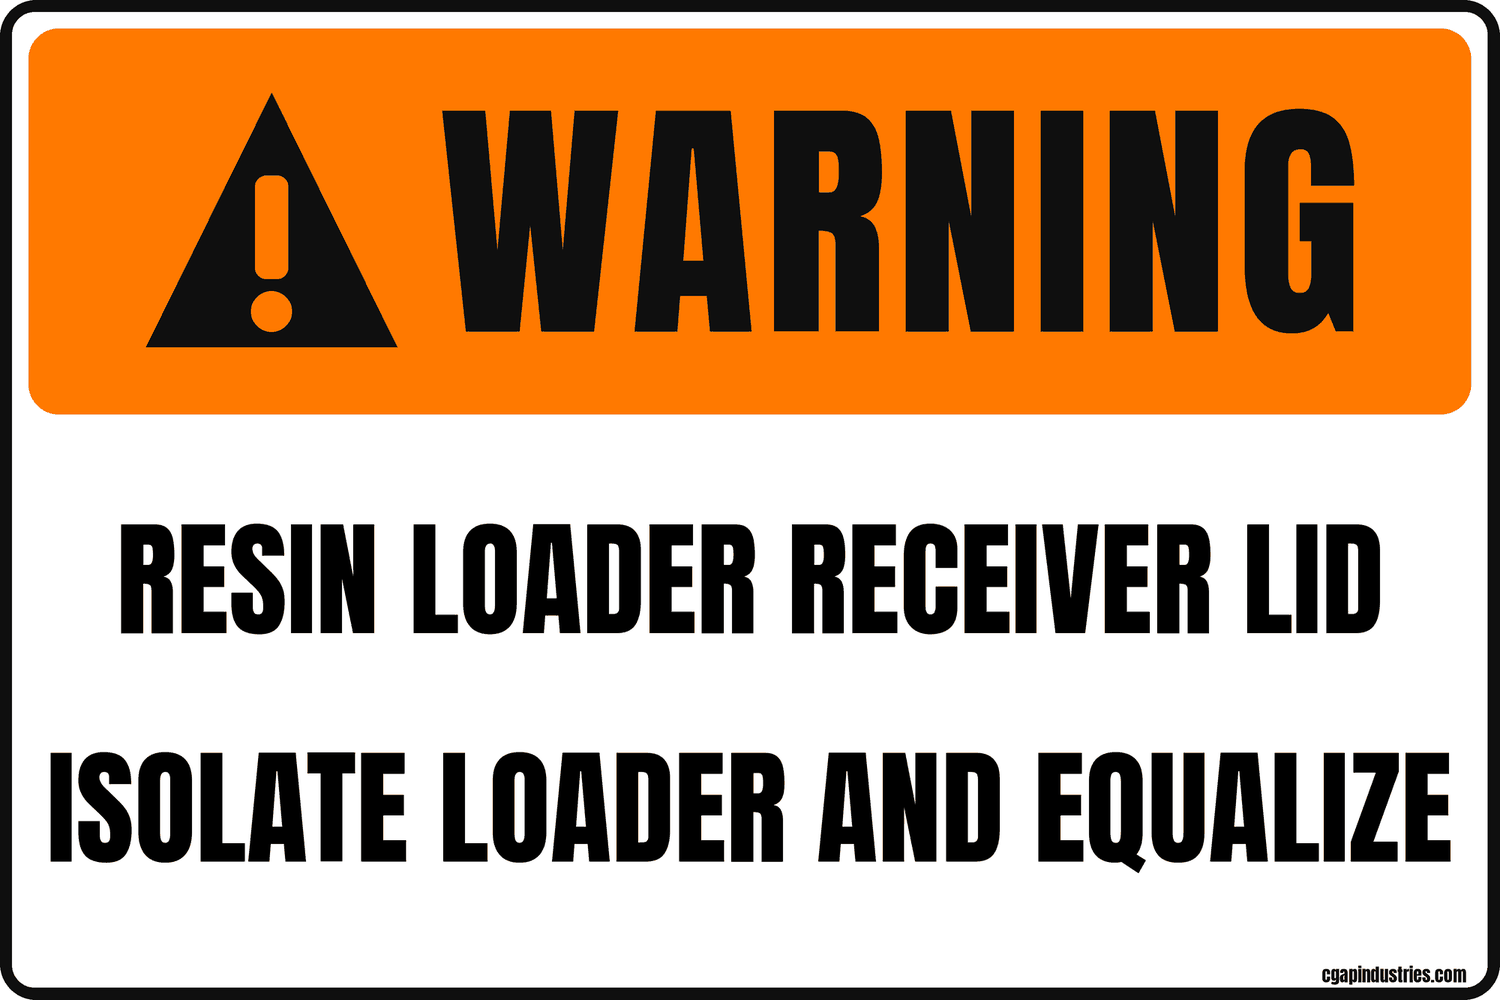 WARNING
RESIN LOADER RECEIVER LID
ISOLATE LOADER AND EQUALIZE
cgapindustries.com